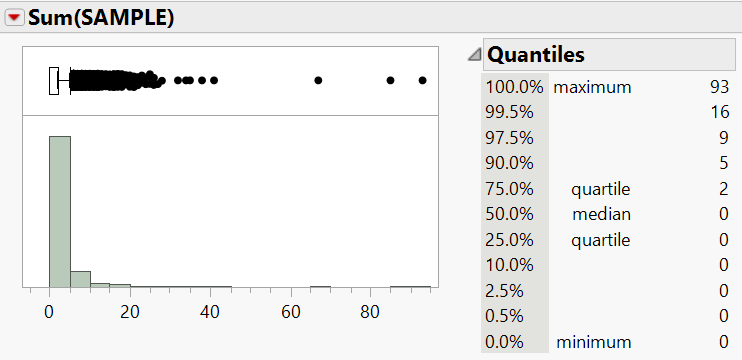 Sum(SAMPLE)
0 20 40 60 80
Quantiles
100.0% maximum 93
99.5% 16
97.5% 9
90.0% 5
75.0% quartile 2
50.0% median 0
25.0% quartile 0
10.0% 0
2.5% 0
0.5% 0
0.0% minimum 0